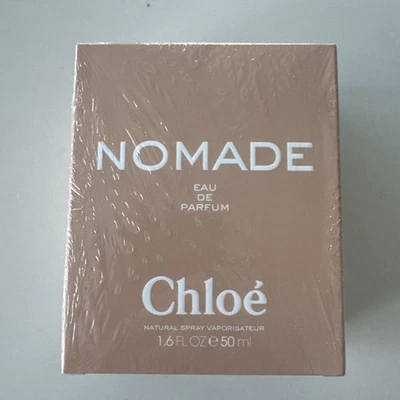 NOMADE
EAU
DE
PARFUM
Chloé
NATURAL SPRAY VAPORISATEUR
1.6 FL OZ ℮ 50 ml